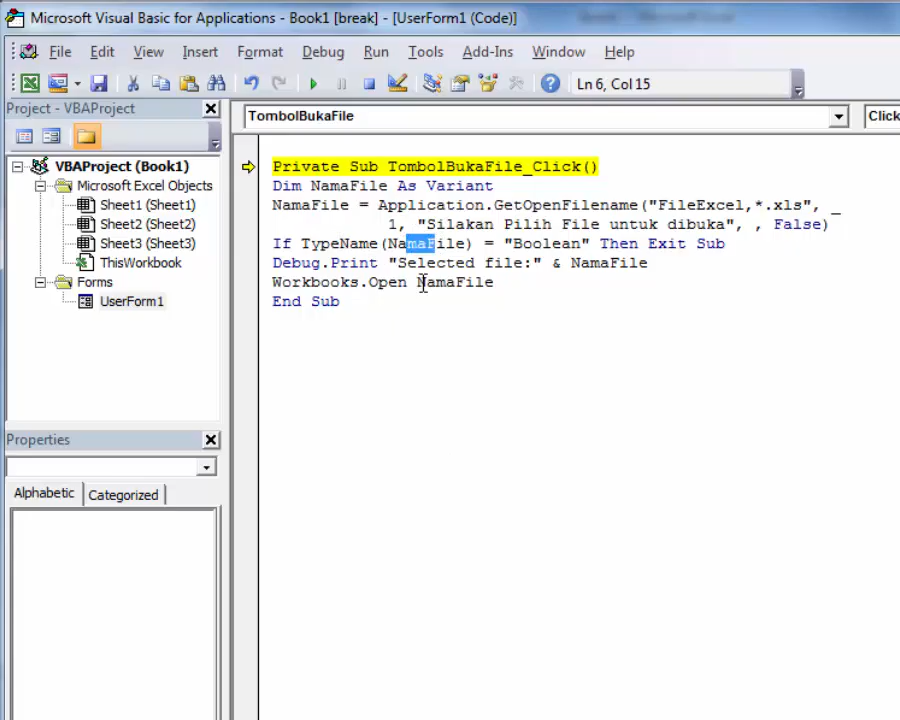 Microsoft Visual Basic for Applications - Book1 [break] - [UserForm1 (Code)]
File Edit View Insert Format Debug Run Tools Add-Ins Window Help
Ln 6, Col 15
Project - VBAProject
TombolBukaFile
Click
VBAProject (Book1)
Microsoft Excel Objects
Sheet1 (Sheet1)
Sheet2 (Sheet2)
Sheet3 (Sheet3)
ThisWorkbook
Forms
UserForm1
Properties
Alphabetic Categorized
Private Sub TombolBukaFile_Click()
Dim NamaFile As Variant
NamaFile = Application.GetOpenFilename("FileExcel,*.xls", _
1, "Silakan Pilih File untuk dibuka", , False)
If TypeName(NamaFile) = "Boolean" Then Exit Sub
Debug.Print "Selected file:" & NamaFile
Workbooks.Open NamaFile
End Sub